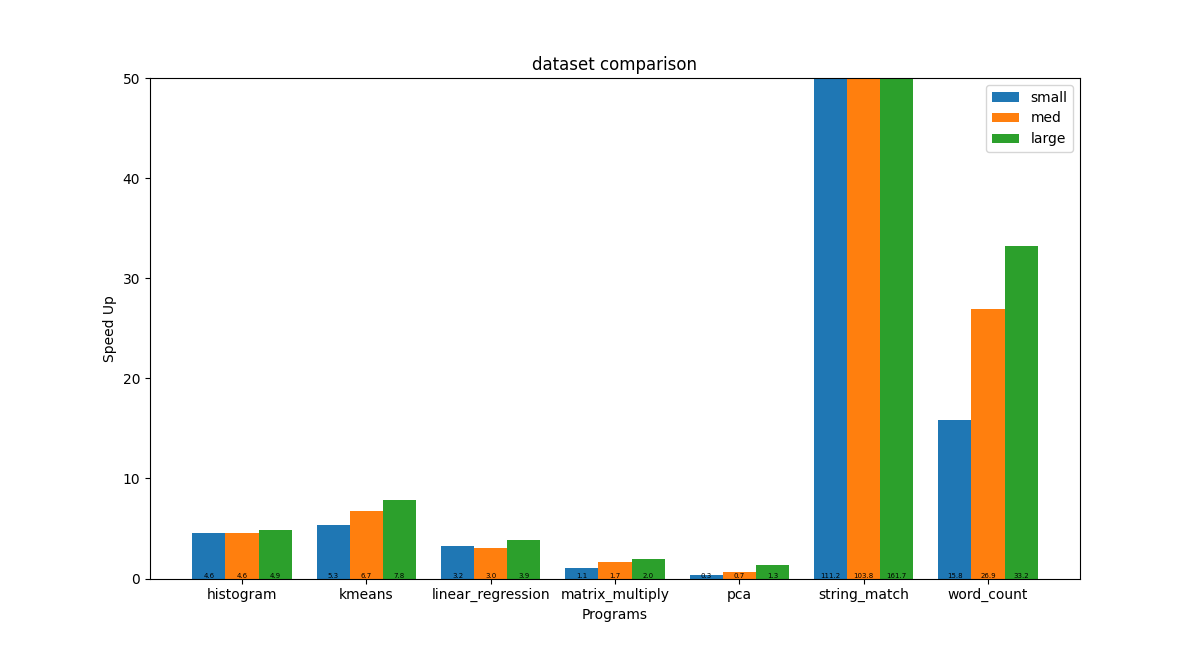 dataset comparison
50
40
30
20
10
0
Speed Up
small
med
large
4.6 4.6 4.9 5.3 6.7 7.8 3.2 3.0 3.9 1.1 1.7 2.0 0.3 0.7 1.3 111.2 103.8 161.7 15.8 26.9 33.2
histogram kmeans linear_regression matrix_multiply pca string_match word_count
Programs